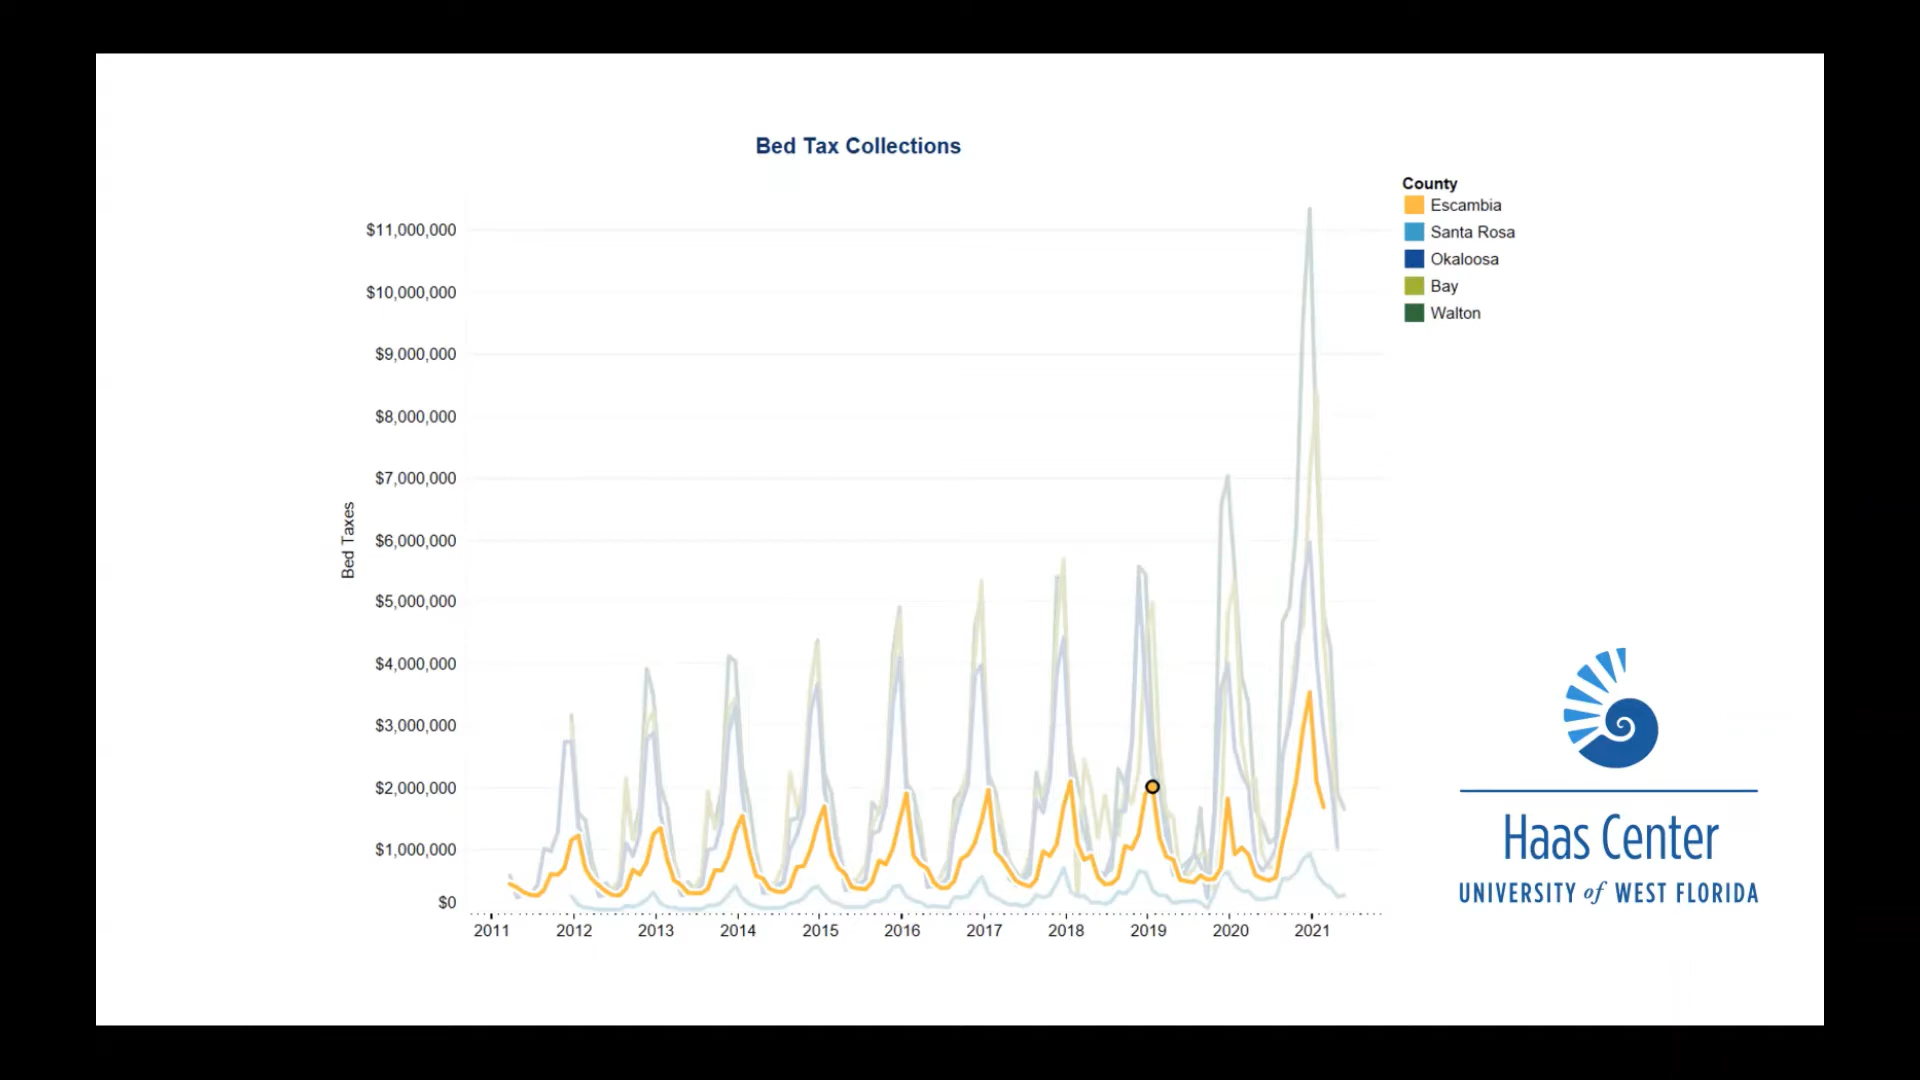 Bed Tax Collections
County
Escambia
Santa Rosa
Okaloosa
Bay
Walton
$11,000,000
$10,000,000
$9,000,000
$8,000,000
$7,000,000
$6,000,000
$5,000,000
$4,000,000
$3,000,000
$2,000,000
$1,000,000
$0
Bed Taxes
2011 2012 2013 2014 2015 2016 2017 2018 2019 2020 2021
Haas Center
UNIVERSITY of WEST FLORIDA